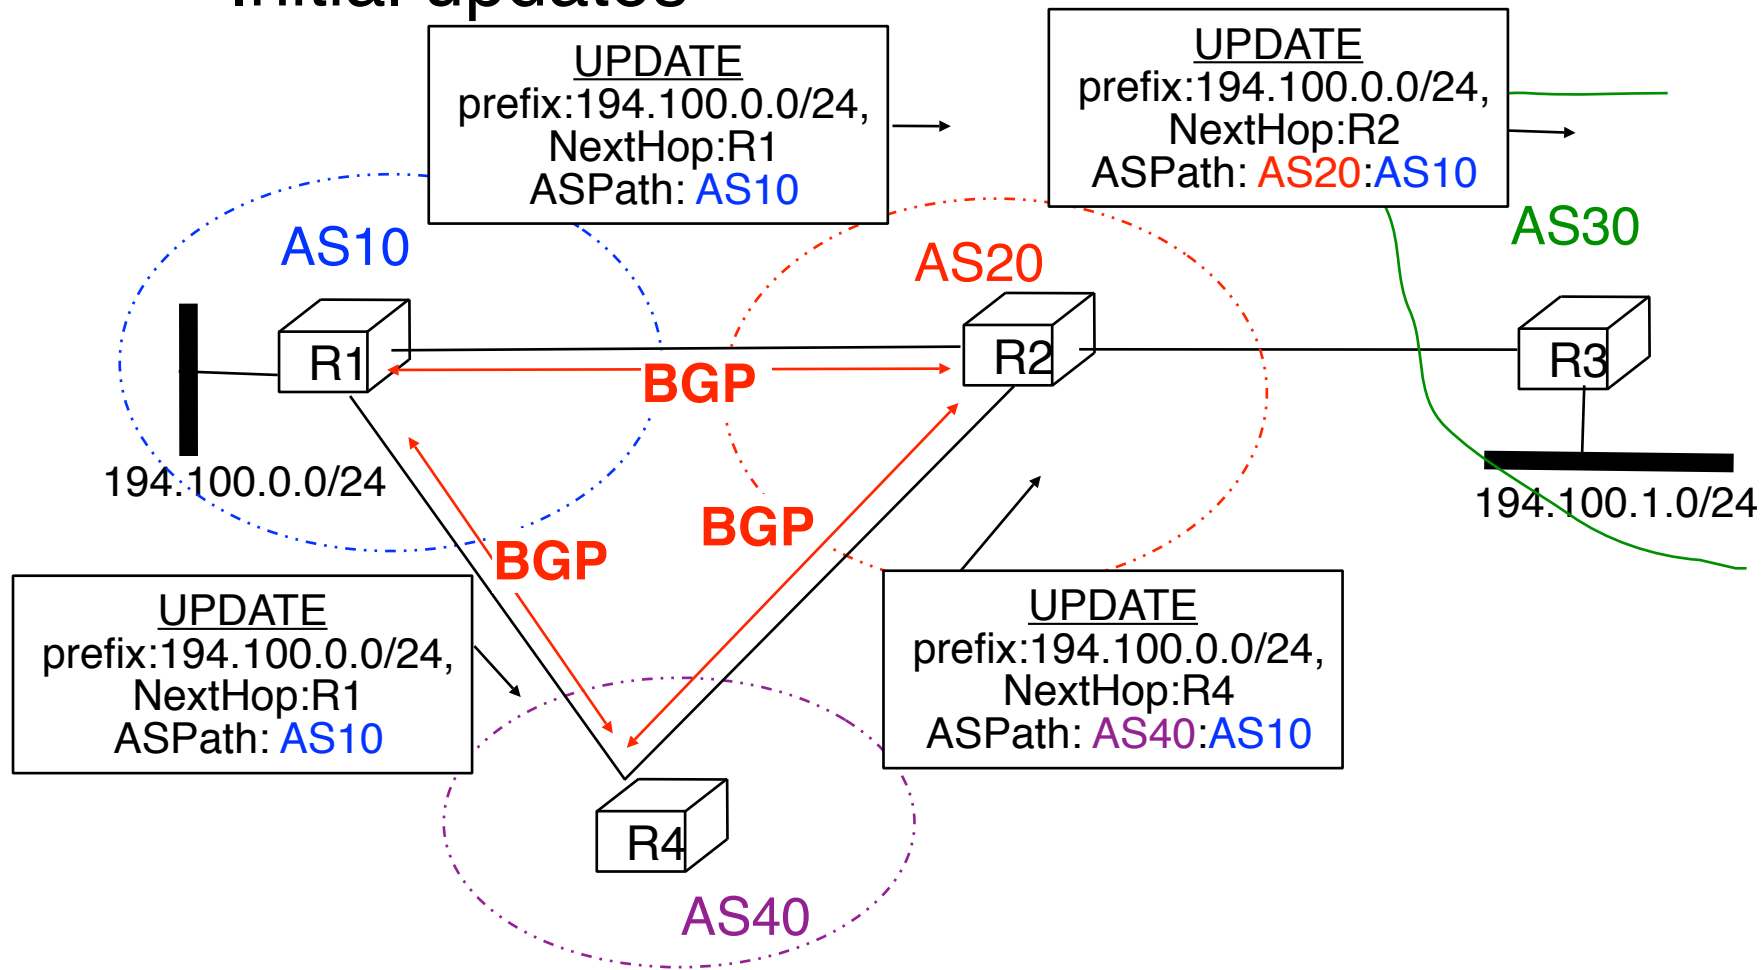 Initial updates
UPDATE
prefix:194.100.0.0/24,
NextHop:R1
ASPath: AS10
UPDATE
prefix:194.100.0.0/24,
NextHop:R2
ASPath: AS20:AS10
AS10
AS20
AS30
R1
R2
R3
BGP
194.100.0.0/24
194.100.1.0/24
BGP
BGP
UPDATE
prefix:194.100.0.0/24,
NextHop:R1
ASPath: AS10
UPDATE
prefix:194.100.0.0/24,
NextHop:R4
ASPath: AS40:AS10
R4
AS40